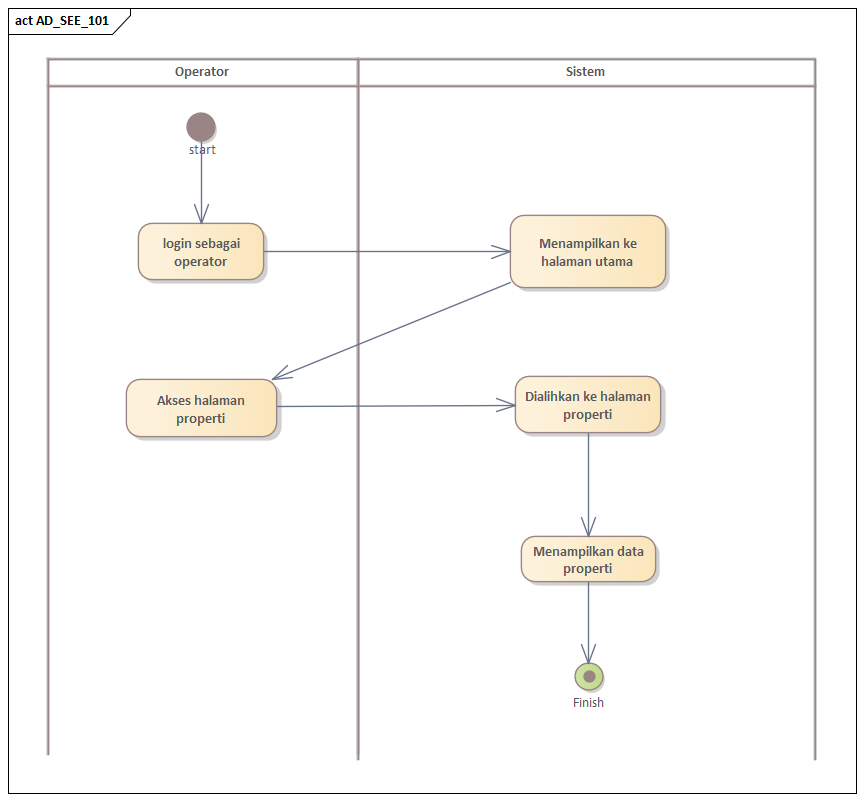 act AD_SEE_101
Operator
Sistem
start
login sebagai
operator
Menampilkan ke
halaman utama
Akses halaman
properti
Dialihkan ke halaman
properti
Menampilkan data
properti
Finish